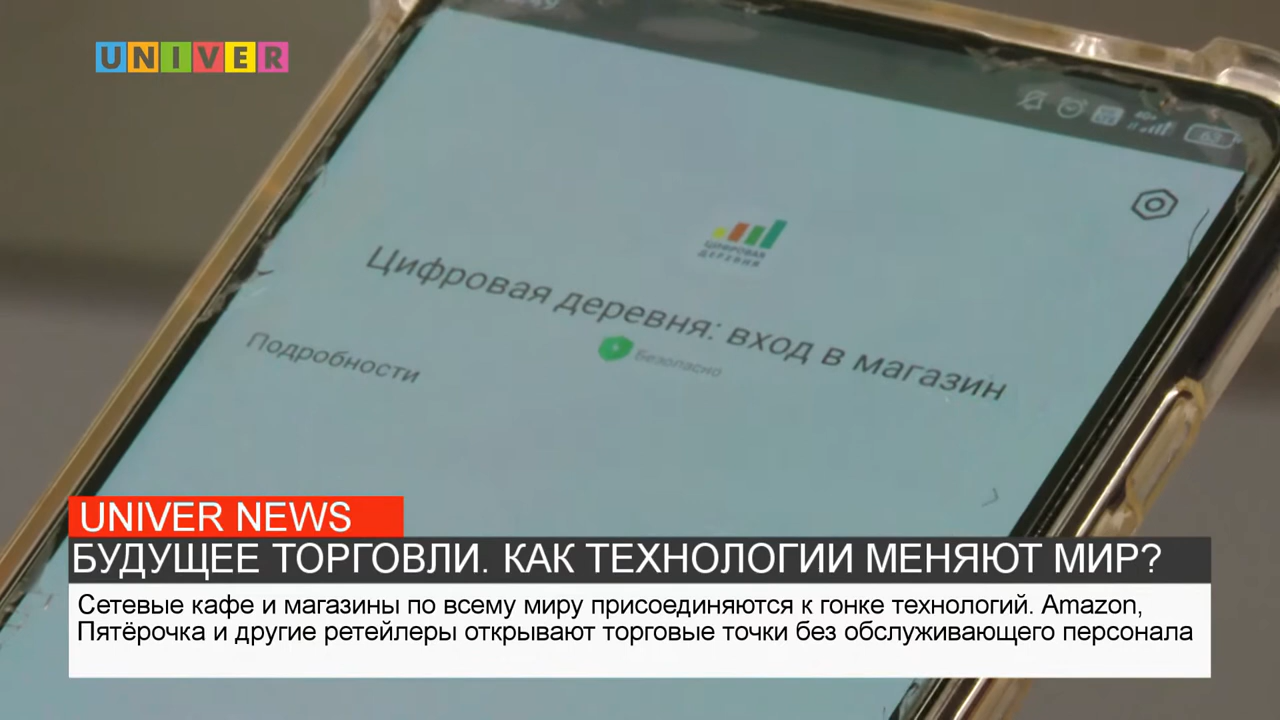 UNIVER
63
ЦИФРОВАЯ
ДЕРЕВНЯ
Цифровая деревня: вход в магазин
Безопасно
Подробности
UNIVER NEWS
БУДУЩЕЕ ТОРГОВЛИ. КАК ТЕХНОЛОГИИ МЕНЯЮТ МИР?
Сетевые кафе и магазины по всему миру присоединяются к гонке технологий. Amazon,
Пятёрочка и другие ретейлеры открывают торговые точки без обслуживающего персонала